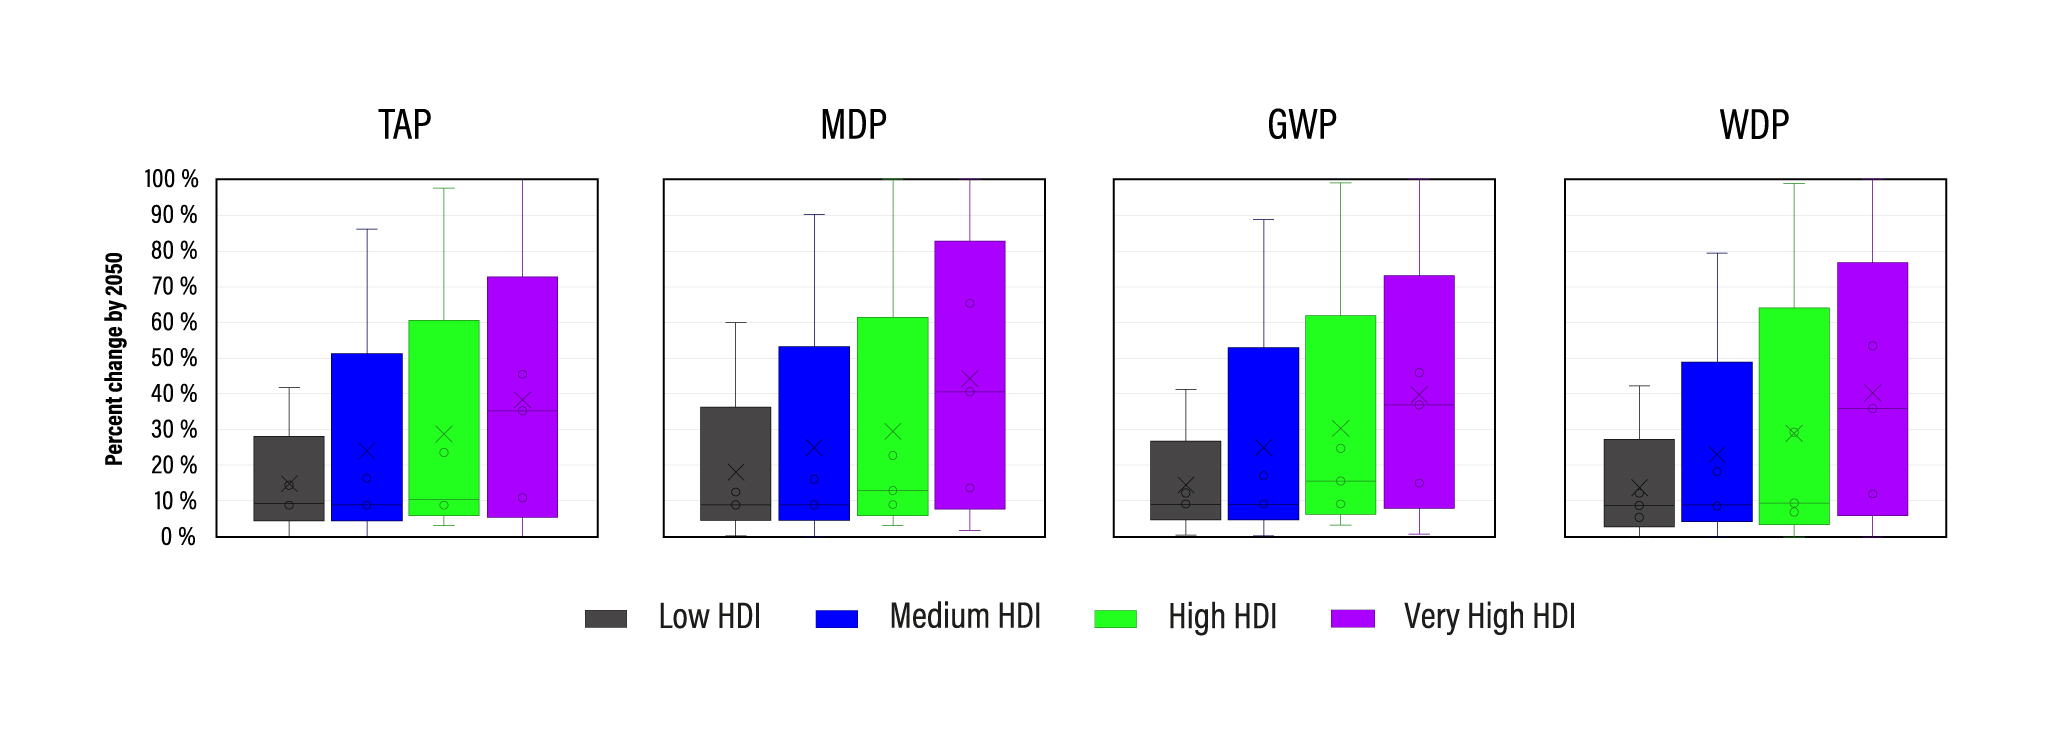 TAP
MDP
GWP
WDP
Percent change by 2050
100 %
90 %
80 %
70 %
60 %
50 %
40 %
30 %
20 %
10 %
0 %
Low HDI
Medium HDI
High HDI
Very High HDI